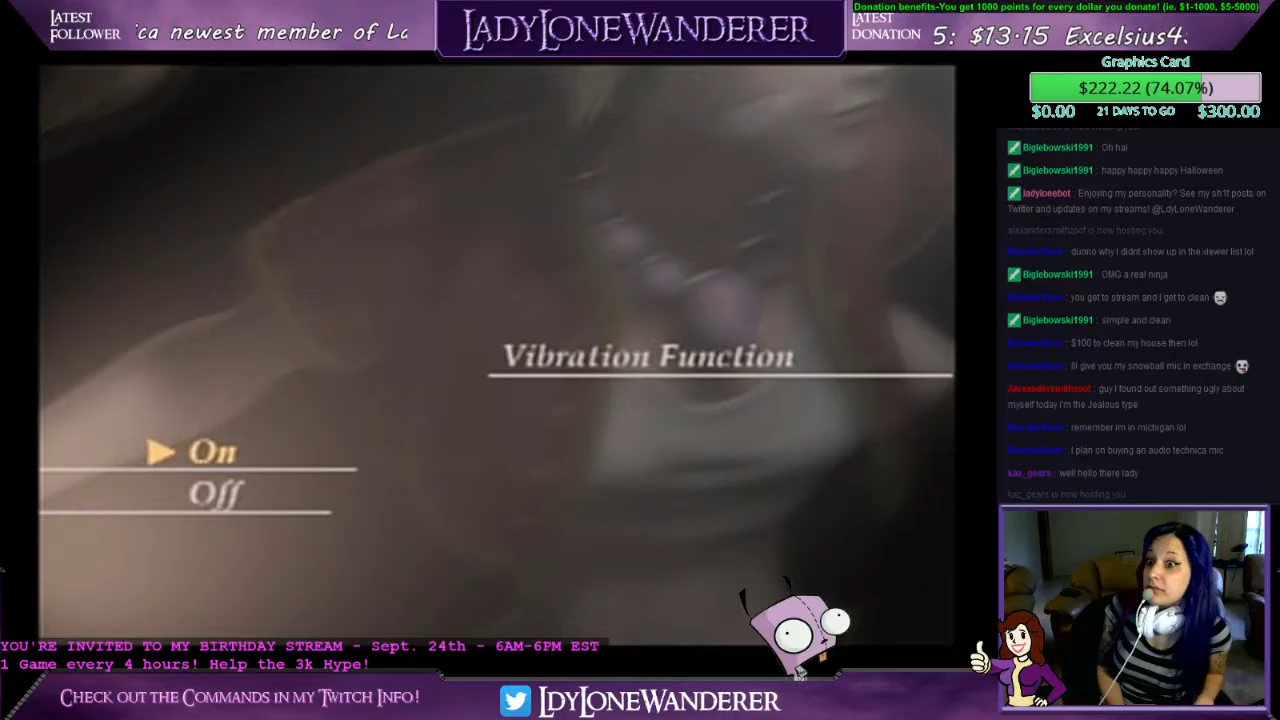 LATEST FOLLOWER
ca newest member of Lo
LADYLONEWANDERER
Donation benefits-You get 1000 points for every dollar you donate! (ie. $1-1000, $5-5000)
LATEST DONATION
5: $13.15 Excelsius4
Graphics Card
$222.22 (74.07%)
$0.00 21 DAYS TO GO $300.00
Biglebowski1991 : Oh hai
Biglebowski1991 : happy happy happy Halloween
ladylonebot : Enjoying my personality? See my sh!t posts on
Twitter and updates on my streams! @LdyLoneWanderer
alexandersmithzoot is now hosting you.
: dunno why I didnt show up in the viewer list lol
Biglebowski1991 : OMG a real ninja
: you get to stream and I get to clean
Biglebowski1991 : simple and clean
: $100 to clean my house then lol
: Ill give you my snowball mic in exchange
Alexandersmithzoot : guy I found out something ugly about
myself today I'm the Jealous type
: remember im in michigan lol
: I plan on buying an audio technica mic
kaz_gears : well hello there lady
kaz_gears is now hosting you.
Vibration Function
On
Off
YOU'RE INVITED TO MY BIRTHDAY STREAM - Sept. 24th - 6AM-6PM EST
1 Game every 4 hours! Help the 3k Hype!
CHECK OUT THE COMMANDS IN MY TWITCH INFO!
LDYLONEWANDERER